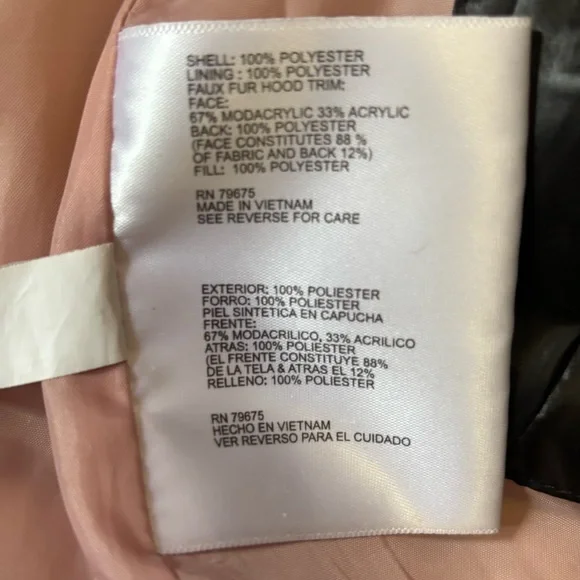 SHELL: 100% POLYESTER
LINING : 100% POLYESTER
FAUX FUR HOOD TRIM:
FACE:
67% MODACRYLIC 33% ACRYLIC
BACK: 100% POLYESTER
(FACE CONSTITUTES 88 %
OF FABRIC AND BACK 12%)
FILL: 100% POLYESTER
RN 79675
MADE IN VIETNAM
SEE REVERSE FOR CARE
EXTERIOR: 100% POLIESTER
FORRO: 100% POLIESTER
PIEL SINTETICA EN CAPUCHA
FRENTE:
67% MODACRILICO, 33% ACRILICO
ATRAS: 100% POLIESTER
(EL FRENTE CONSTITUYE 88%
DE LA TELA & ATRAS EL 12%
RELLENO: 100% POLIESTER
RN 79675
HECHO EN VIETNAM
VER REVERSO PARA EL CUIDADO